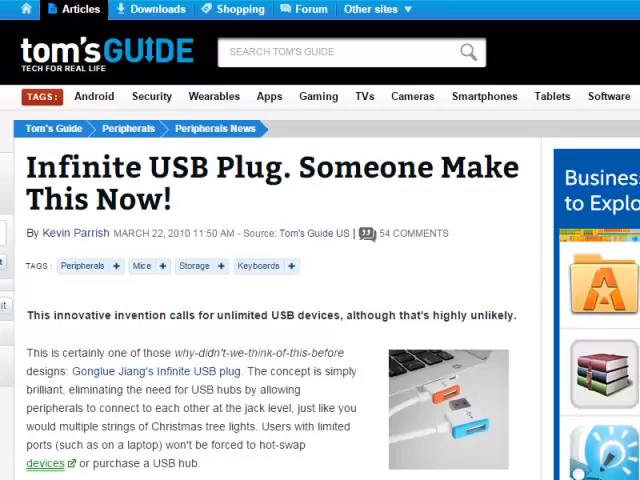 Articles Downloads Shopping Forum Other sites
tom'sGUIDE
TECH FOR REAL LIFE
SEARCH TOM'S GUIDE
TAGS: Android Security Wearables Apps Gaming TVs Cameras Smartphones Tablets Software
Tom's Guide Peripherals Peripherals News
Infinite USB Plug. Someone Make
This Now!
By Kevin Parrish MARCH 22, 2010 11:50 AM - Source: Tom's Guide US | 54 COMMENTS
TAGS : Peripherals + Mice + Storage + Keyboards +
This innovative invention calls for unlimited USB devices, although that's highly unlikely.
This is certainly one of those why-didn't-we-think-of-this-before
designs: Gonglue Jiang's Infinite USB plug. The concept is simply
brilliant, eliminating the need for USB hubs by allowing
peripherals to connect to each other at the jack level, just like you
would multiple strings of Christmas tree lights. Users with limited
ports (such as on a laptop) won't be forced to hot-swap
devices or purchase a USB hub.
Busines
to Explo